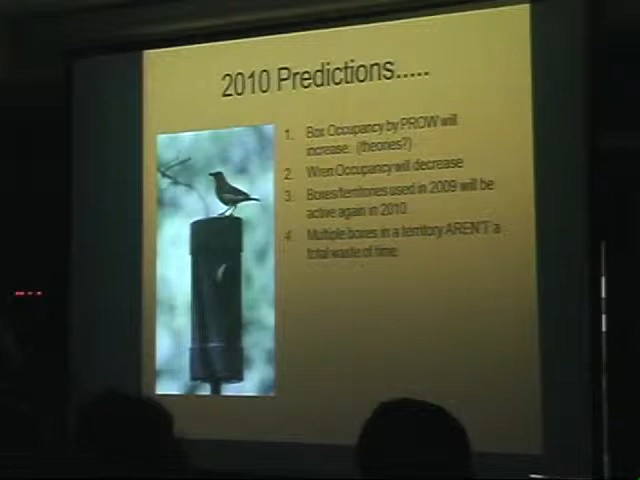 2010 Predictions.....
1. Box Occupancy by PROW will
increase. (theories?)
2. Wren Occupancy will decrease
3. Boxes/territories used in 2009 will be
active again in 2010
4. Multiple boxes in a territory AREN'T a
total waste of time.